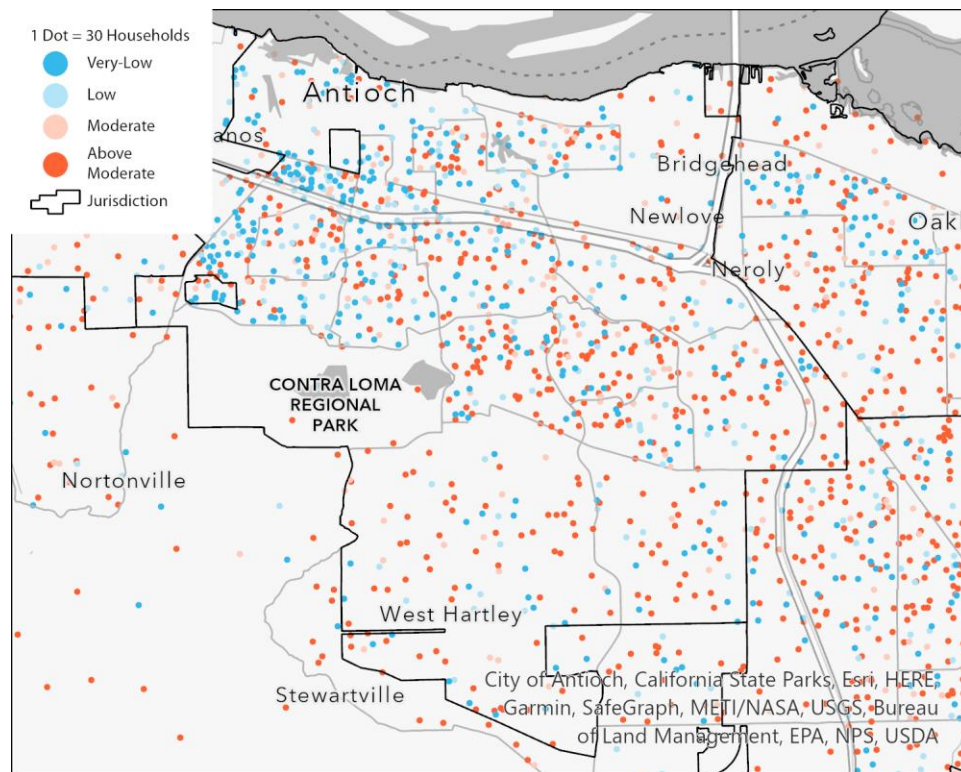 1 Dot = 30 Households
Very-Low
Low
Moderate
Above
Moderate
Jurisdiction
Antioch
anos
Bridgehead
Newlove
Oakl
Neroly
CONTRA LOMA
REGIONAL
PARK
Nortonville
West Hartley
Stewartville
City of Antioch, California State Parks, Esri, HERE,
Garmin, SafeGraph, METI/NASA, USGS, Bureau
of Land Management, EPA, NPS, USDA